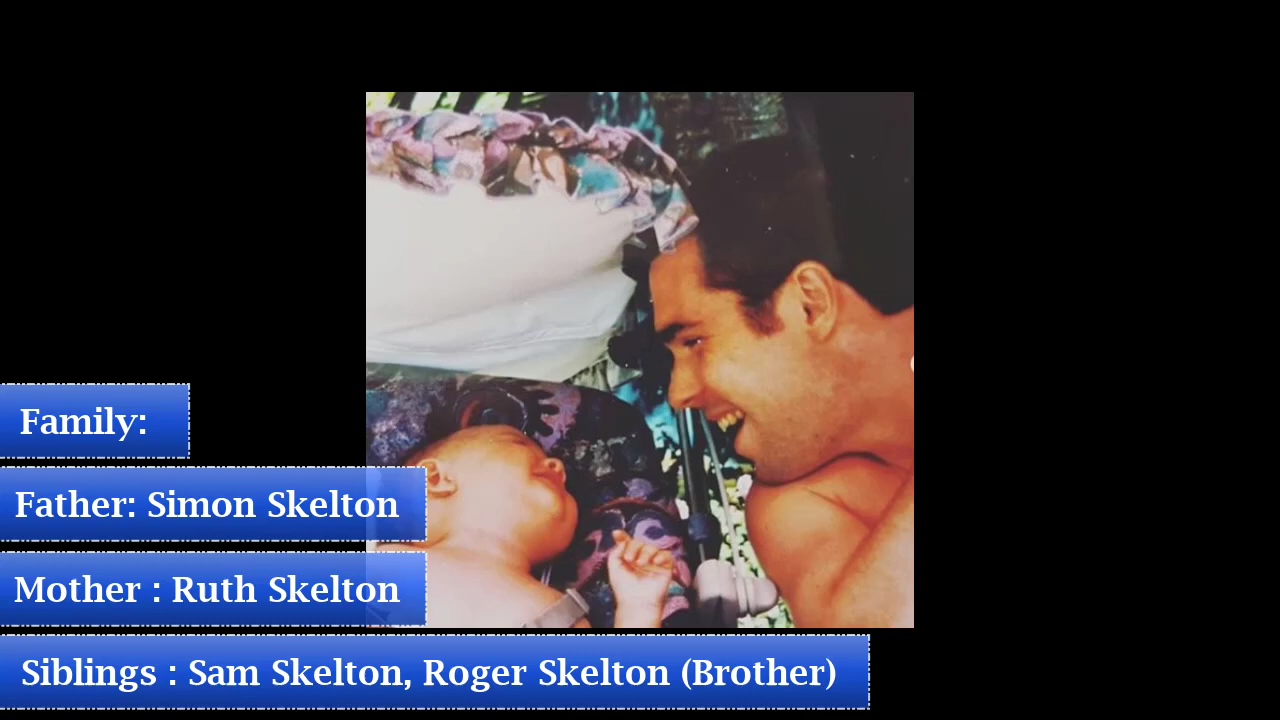 Family:
Father: Simon Skelton
Mother : Ruth Skelton
Siblings : Sam Skelton, Roger Skelton (Brother)